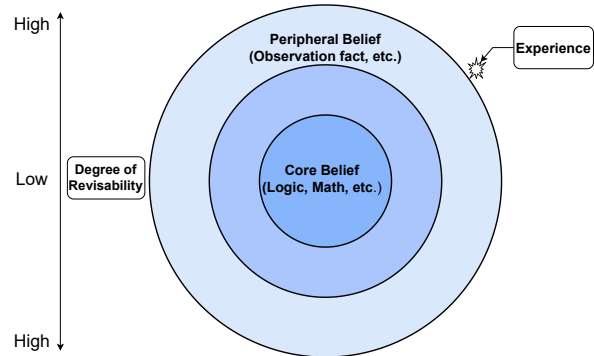 High
Peripheral Belief
(Observation fact, etc.)
Experience
Core Belief
(Logic, Math, etc.)
Degree of
Revisability
Low
High